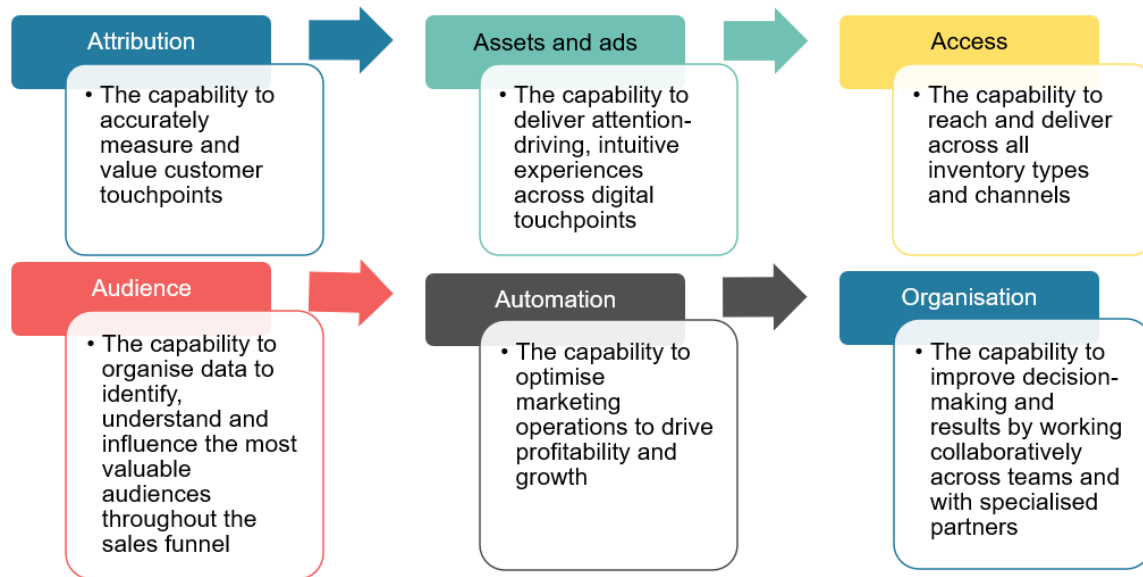 Attribution
• The capability to
accurately
measure and
value customer
touchpoints
Assets and ads
• The capability to
deliver attention-
driving, intuitive
experiences
across digital
touchpoints
Access
• The capability to
reach and deliver
across all
inventory types
and channels
Audience
• The capability to
organise data to
identify,
understand and
influence the most
valuable
audiences
throughout the
sales funnel
Automation
• The capability to
optimise
marketing
operations to drive
profitability and
growth
Organisation
• The capability to
improve decision-
making and
results by working
collaboratively
across teams and
with specialised
partners